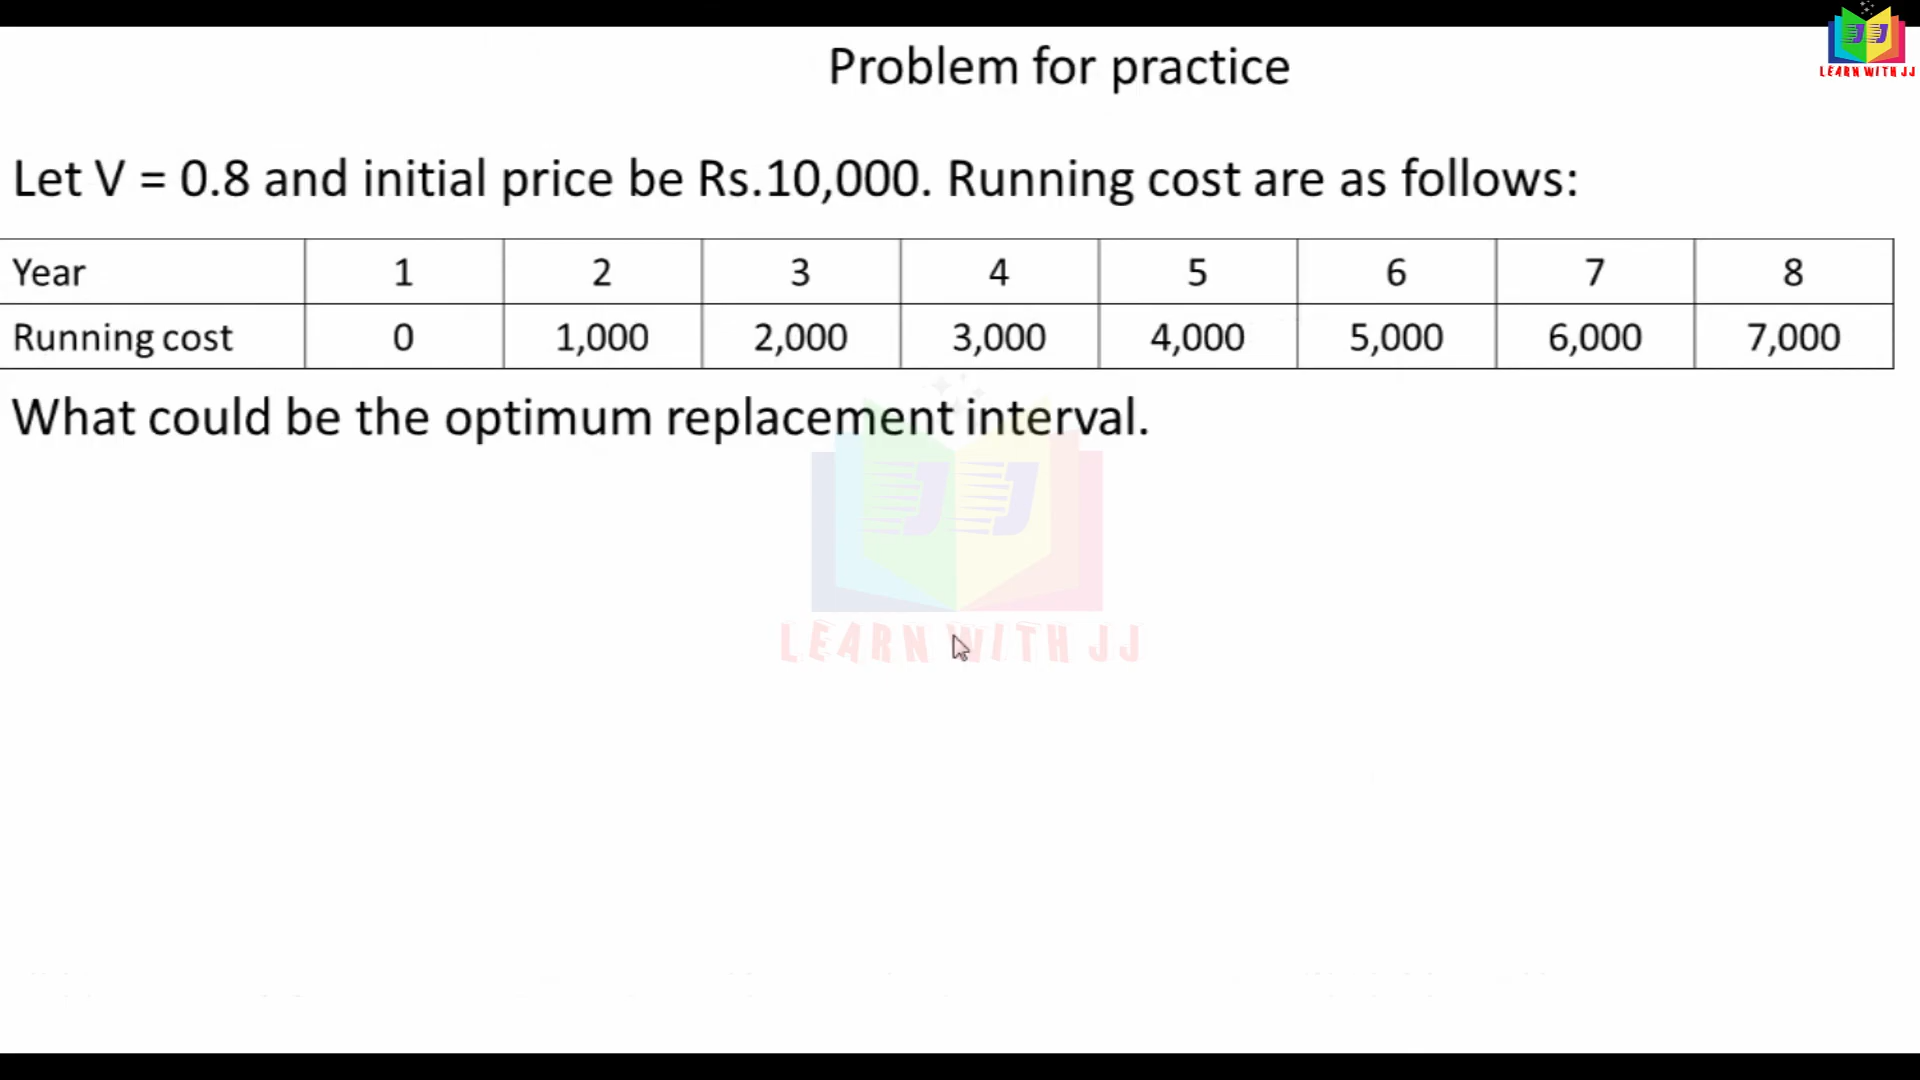 Problem for practice
LEARN WITH JJ
Let V = 0.8 and initial price be Rs.10,000. Running cost are as follows:
Year 1 2 3 4 5 6 7 8
Running cost 0 1,000 2,000 3,000 4,000 5,000 6,000 7,000
What could be the optimum replacement interval.
JJ
LEARN WITH JJ